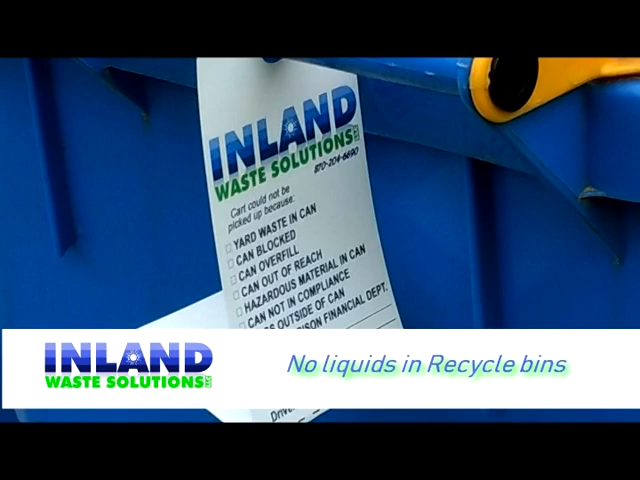 INLAND
WASTE SOLUTIONS LLC
870-204-6690
Cart could not be
picked up because:
YARD WASTE IN CAN
CAN BLOCKED
CAN OVERFILL
CAN OUT OF REACH
HAZARDOUS MATERIAL IN CAN
CAN NOT IN COMPLIANCE
OUTSIDE OF CAN
FINANCIAL DEPT.
INLAND
WASTE SOLUTIONS LLC
No liquids in Recycle bins